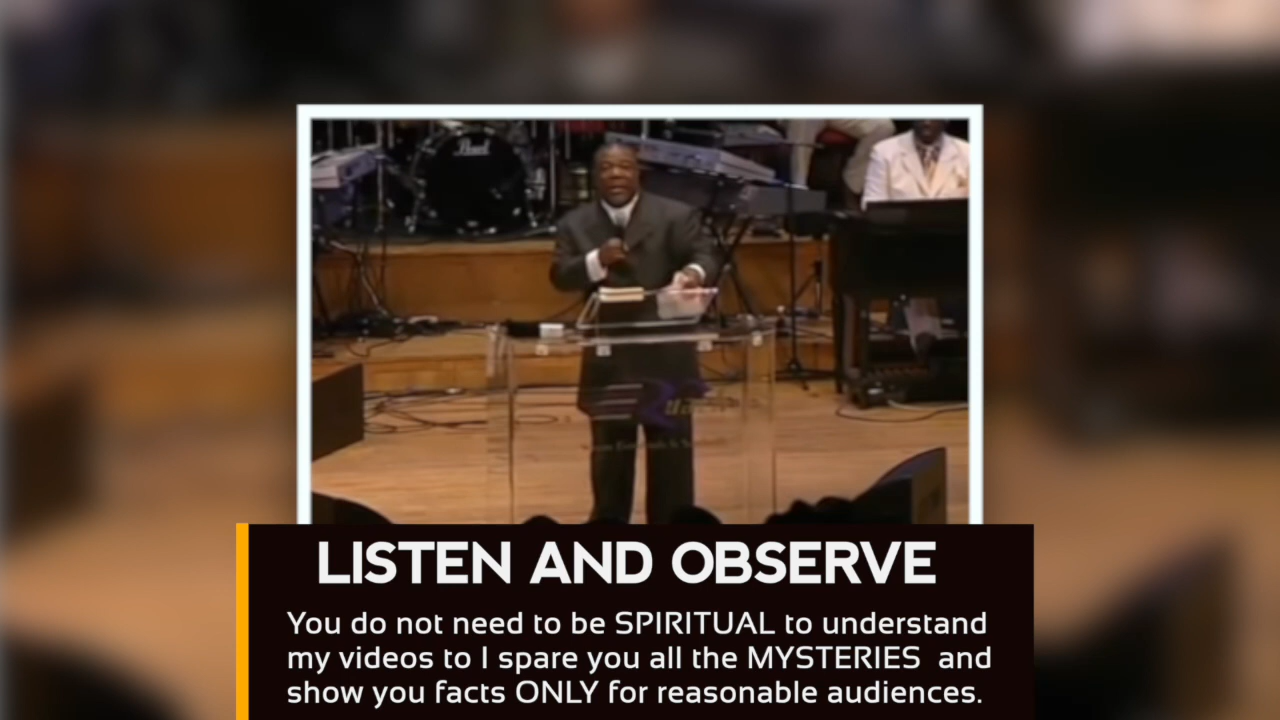 Pearl
LISTEN AND OBSERVE
You do not need to be SPIRITUAL to understand
my videos to I spare you all the MYSTERIES and
show you facts ONLY for reasonable audiences.